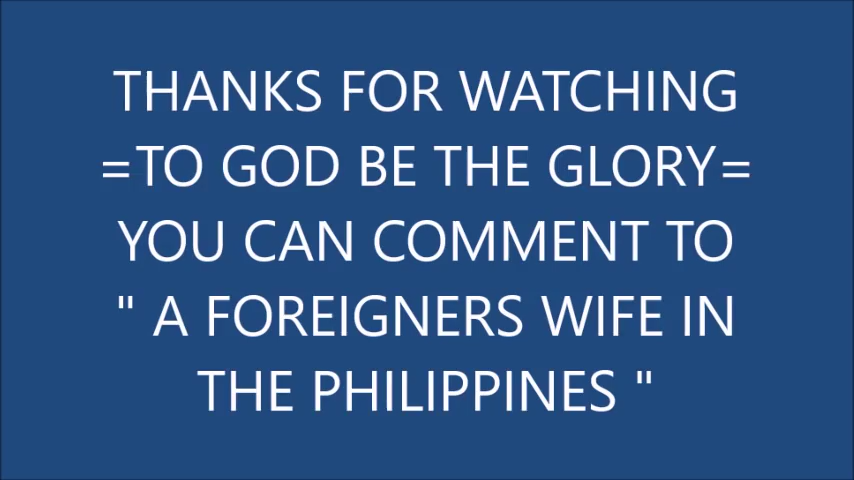 THANKS FOR WATCHING
=TO GOD BE THE GLORY=
YOU CAN COMMENT TO
" A FOREIGNERS WIFE IN
THE PHILIPPINES "